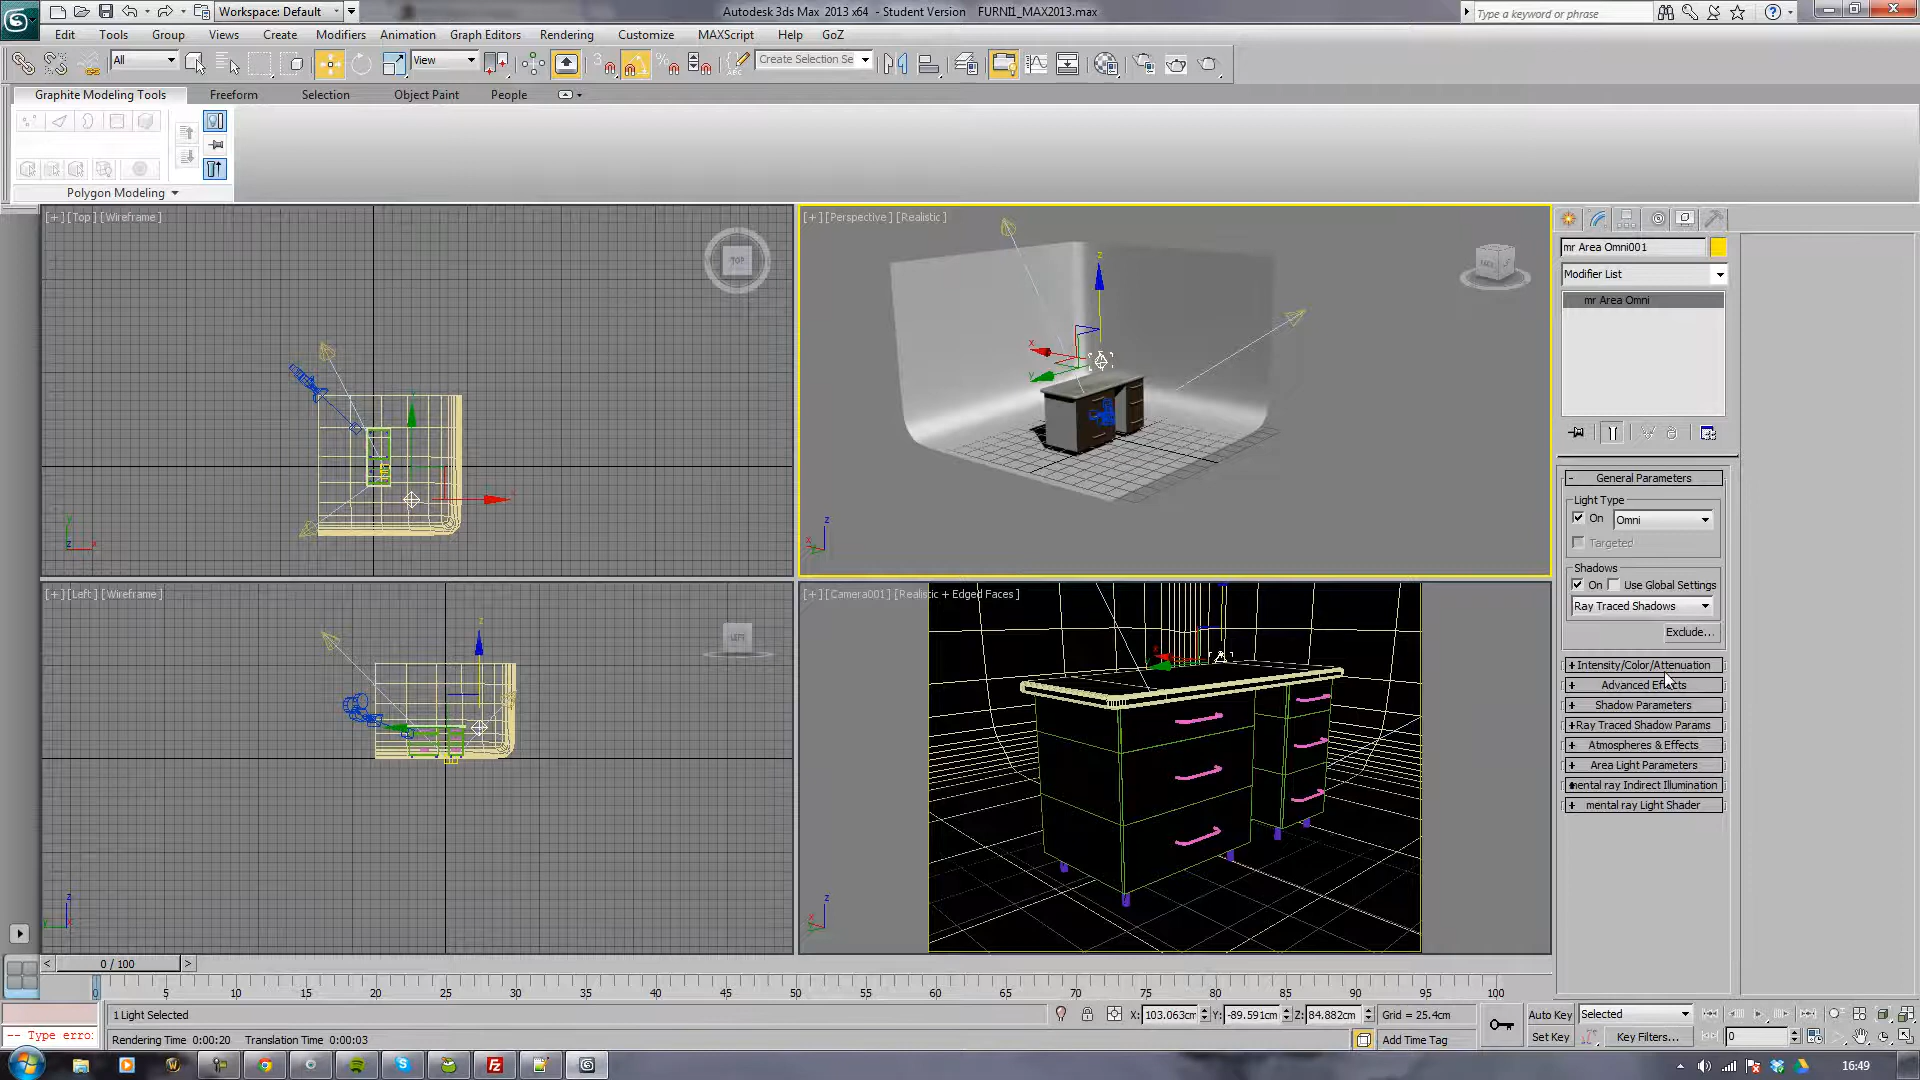 Workspace: Default
Autodesk 3ds Max 2013 x64 - Student Version FURNI1_MAX2013.max
Type a keyword or phrase
Edit Tools Group Views Create Modifiers Animation Graph Editors Rendering Customize MAXScript Help GoZ
All View 3 Create Selection Se
Graphite Modeling Tools Freeform Selection Object Paint People
Polygon Modeling
[+] [Top] [Wireframe]
TOP
[+] [Perspective] [Realistic]
mr Area Omni001
Modifier List
mr Area Omni
- General Parameters
Light Type
On Omni
Targeted
Shadows
On Use Global Settings
Ray Traced Shadows
Exclude...
+ Intensity/Color/Attenuation
+ Advanced Effects
+ Shadow Parameters
+ Ray Traced Shadow Params
+ Atmospheres & Effects
+ Area Light Parameters
mental ray Indirect Illumination
+ mental ray Light Shader
[+] [Left] [Wireframe]
LEFT
[+] [Camera001] [Realistic + Edged Faces]
< 0 / 100 >
0 5 10 15 20 25 30 35 40 45 50 55 60 65 70 75 80 85 90 95 100
1 Light Selected
X: 103.063cm Y: -89.591cm Z: 84.882cm Grid = 25.4cm
Auto Key Selected
-- Type erro:
Rendering Time 0:00:20 Translation Time 0:00:03
Add Time Tag
Set Key Key Filters... 0
16:49